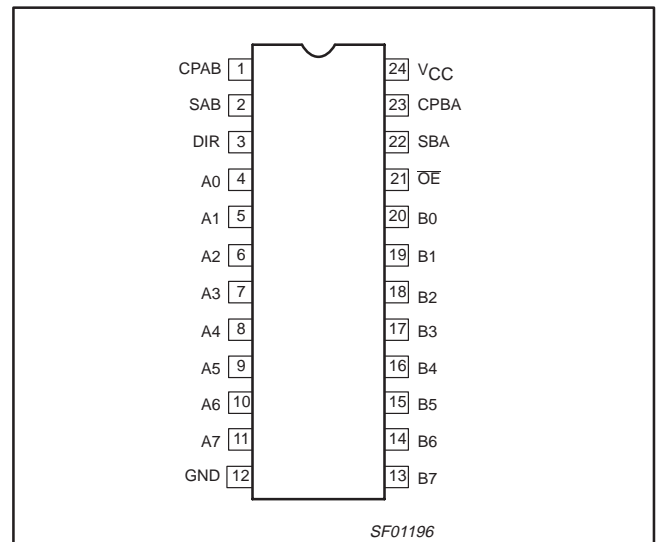 CPAB 1 24 VCC
SAB 2 23 CPBA
DIR 3 22 SBA
A0 4 21 O̅E̅
A1 5 20 B0
A2 6 19 B1
A3 7 18 B2
A4 8 17 B3
A5 9 16 B4
A6 10 15 B5
A7 11 14 B6
GND 12 13 B7
SF01196